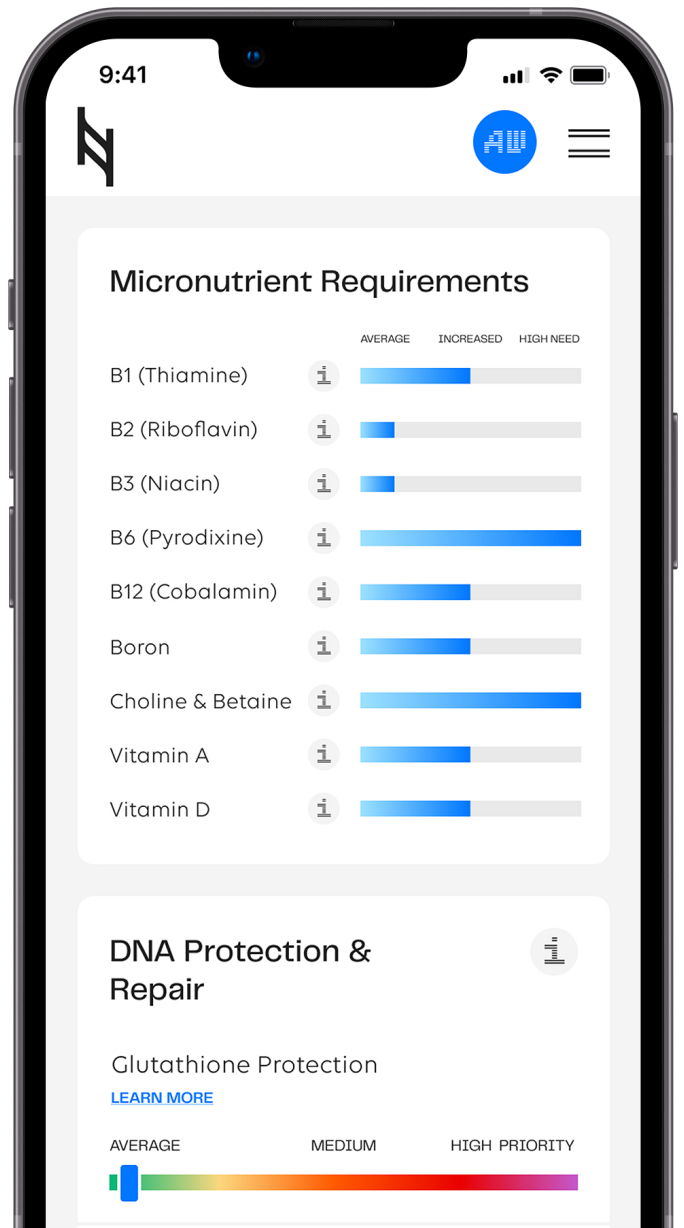 9:41
AW
Micronutrient Requirements
AVERAGE INCREASED HIGH NEED
B1 (Thiamine) i
B2 (Riboflavin) i
B3 (Niacin) i
B6 (Pyrodixine) i
B12 (Cobalamin) i
Boron i
Choline & Betaine i
Vitamin A i
Vitamin D i
DNA Protection & i
Repair
Glutathione Protection
LEARN MORE
AVERAGE MEDIUM HIGH PRIORITY